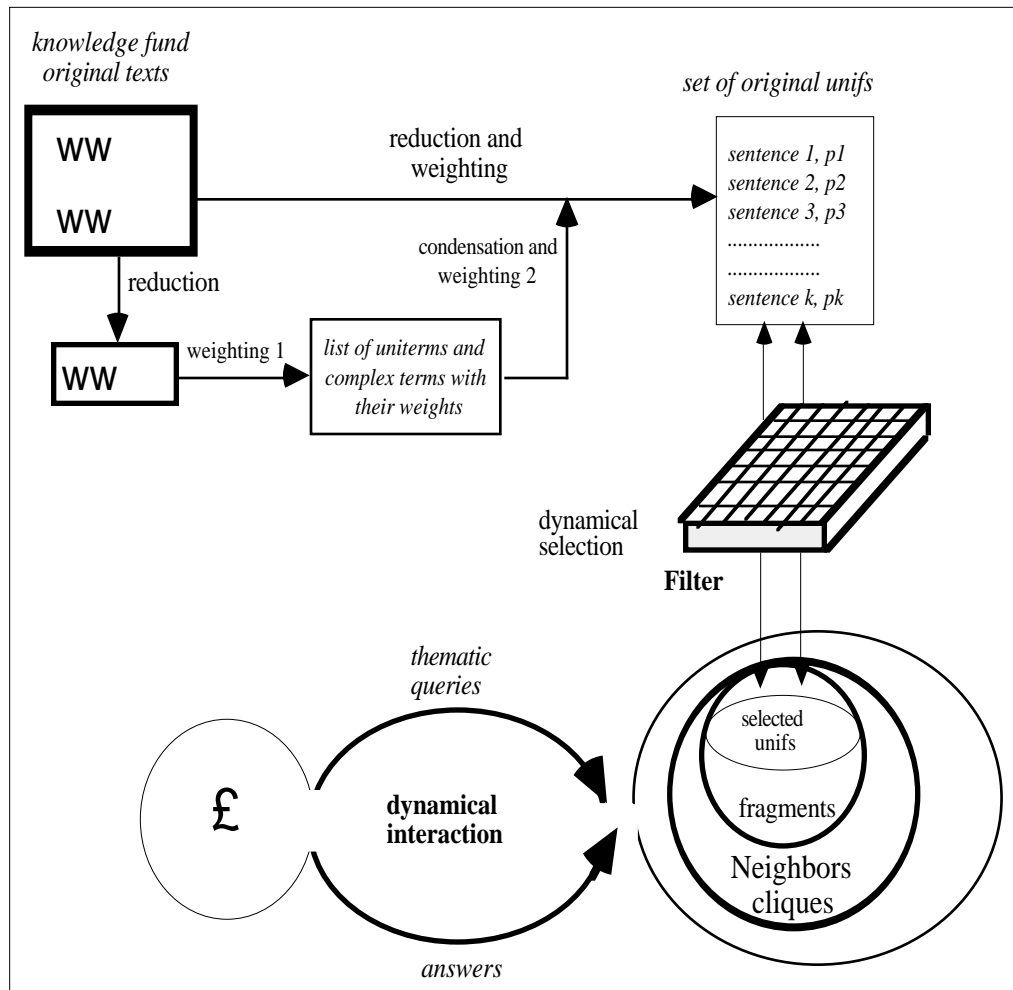 knowledge fund
original texts
WW
WW
reduction and
weighting
set of original unifs
sentence 1, p1
sentence 2, p2
sentence 3, p3
..................
..................
sentence k, pk
reduction
condensation and
weighting 2
WW
weighting 1
list of uniterms and
complex terms with
their weights
dynamical
selection
Filter
thematic
queries
£
dynamical
interaction
answers
selected
unifs
fragments
Neighbors
cliques